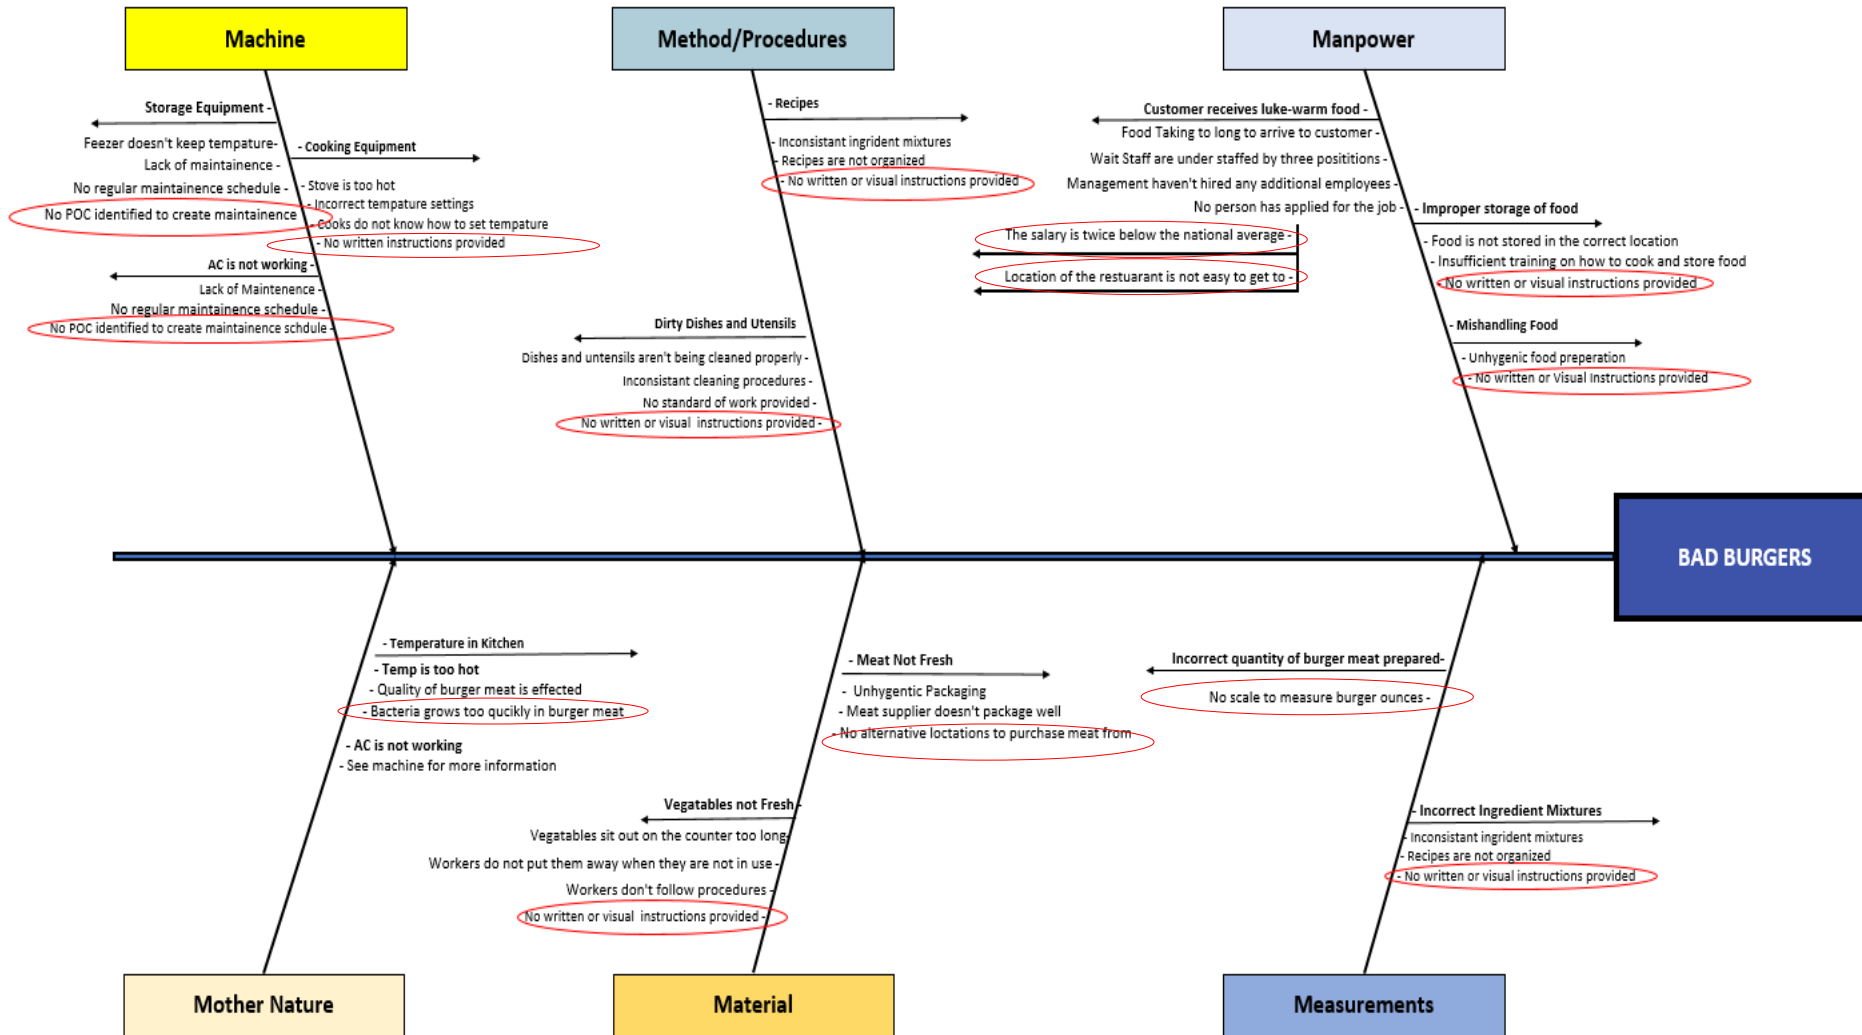 Machine
Method/Procedures
Manpower
Storage Equipment -
Feezer doesn't keep tempature-
Lack of maintainence -
No regular maintainence schedule -
No POC identified to create maintainence
- Cooking Equipment
- Stove is too hot
- Incorrect tempature settings
- Cooks do not know how to set tempature
- No written instructions provided
AC is not working -
Lack of Maintenence -
No regular maintainence schedule -
No POC identified to create maintainence schdule -
- Recipes
- Inconsistant ingrident mixtures
- Recipes are not organized
- No written or visual instructions provided
Dirty Dishes and Utensils
Dishes and untensils aren't being cleaned properly -
Inconsistant cleaning procedures -
No standard of work provided -
No written or visual instructions provided -
Customer receives luke-warm food -
Food Taking to long to arrive to customer -
Wait Staff are under staffed by three posititions -
Management haven't hired any additional employees -
No person has applied for the job -
The salary is twice below the national average -
Location of the restuarant is not easy to get to -
- Improper storage of food
- Food is not stored in the correct location
- Insufficient training on how to cook and store food
- No written or visual instructions provided
- Mishandling Food
- Unhygenic food preperation
- No written or Visual Instructions provided
BAD BURGERS
- Temperature in Kitchen
- Temp is too hot
- Quality of burger meat is effected
- Bacteria grows too qucikly in burger meat
- AC is not working
- See machine for more information
- Meat Not Fresh
- Unhygentic Packaging
- Meat supplier doesn't package well
- No alternative loctations to purchase meat from
Vegatables not Fresh -
Vegatables sit out on the counter too long-
Workers do not put them away when they are not in use -
Workers don't follow procedures -
No written or visual instructions provided -
Incorrect quantity of burger meat prepared-
No scale to measure burger ounces -
- Incorrect Ingredient Mixtures
- Inconsistant ingrident mixtures
- Recipes are not organized
- No written or visual instructions provided
Mother Nature
Material
Measurements